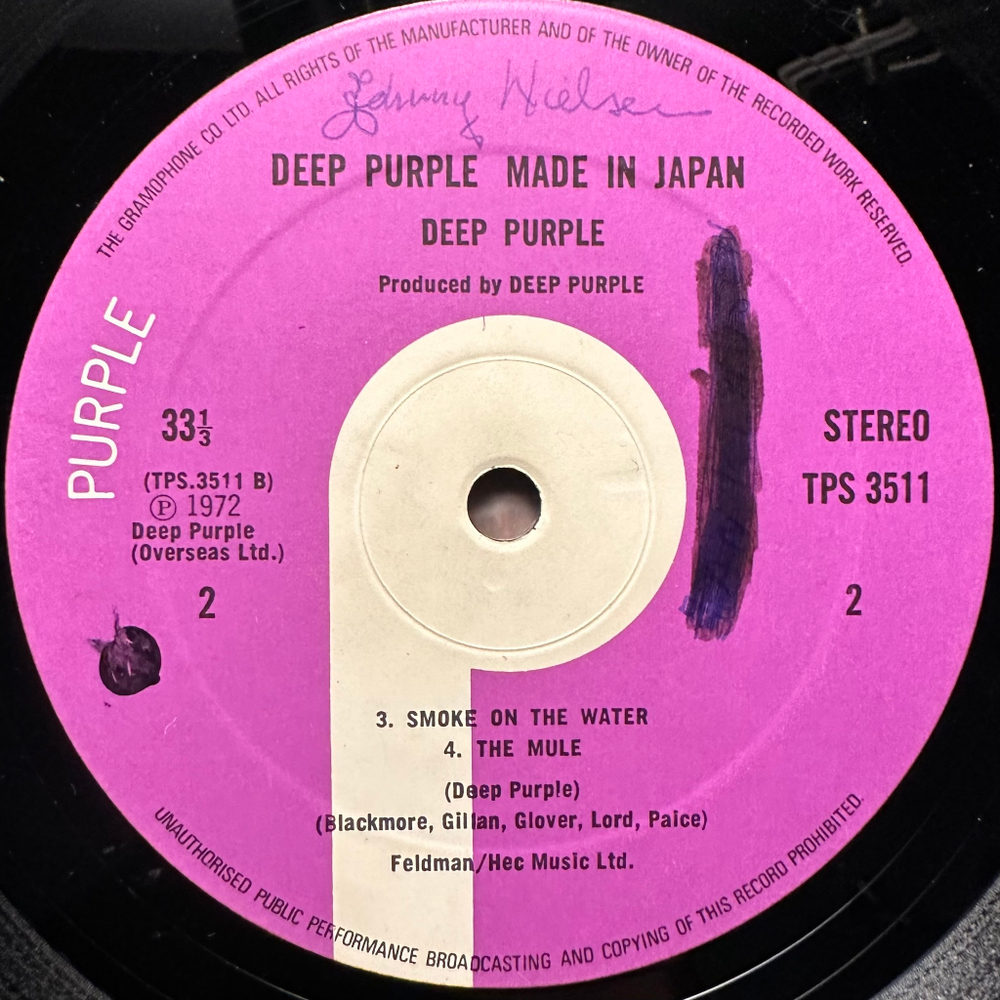 THE GRAMOPHONE CO LTD. ALL RIGHTS OF THE MANUFACTURER AND OF THE OWNER OF THE RECORDED WORK RESERVED.
Nielsen
DEEP PURPLE MADE IN JAPAN
DEEP PURPLE
Produced by DEEP PURPLE
PURPLE
33⅓
STEREO
(TPS.3511 B)
TPS 3511
Ⓟ 1972
Deep Purple
(Overseas Ltd.)
2
2
3. SMOKE ON THE WATER
4. THE MULE
(Deep Purple)
(Blackmore, Gillan, Glover, Lord, Paice)
Feldman/Hec Music Ltd.
UNAUTHORISED PUBLIC PERFORMANCE BROADCASTING AND COPYING OF THIS RECORD PROHIBITED.